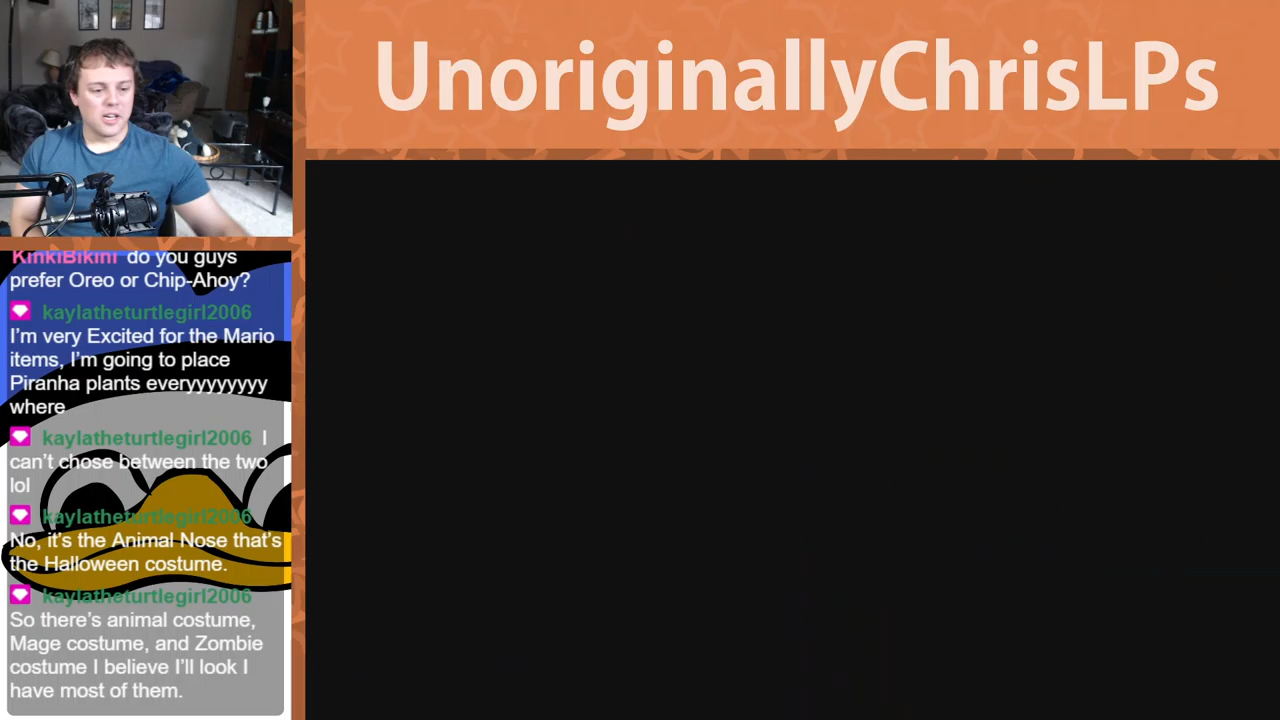 UnoriginallyChrisLPs
KinkiBikini do you guys
prefer Oreo or Chip-Ahoy?
kaylatheturtlegirl2006
I'm very Excited for the Mario
items, I'm going to place
Piranha plants everyyyyyyyy
where
kaylatheturtlegirl2006 I
can't chose between the two
lol
kaylatheturtlegirl2006
No, it's the Animal Nose that's
the Halloween costume.
kaylatheturtlegirl2006
So there's animal costume,
Mage costume, and Zombie
costume I believe I'll look I
have most of them.